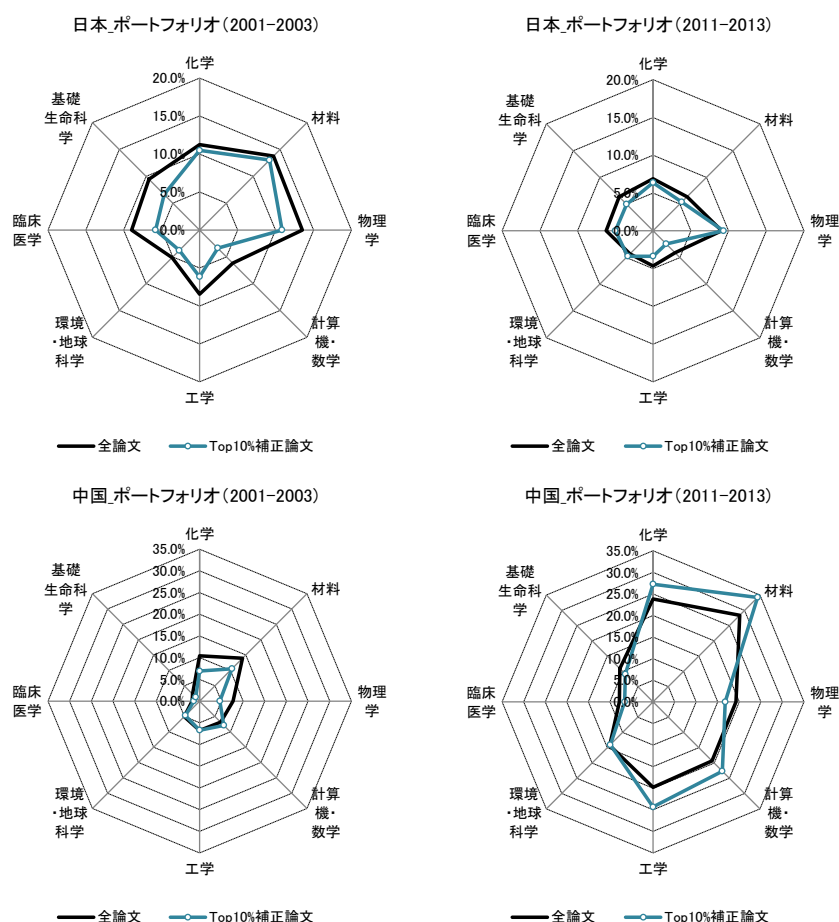 日本_ポートフォリオ(2001-2003)
化学
20.0%
15.0%
10.0%
5.0%
0.0%
材料
物理
学
計算
機・
数学
工学
環境
・地球
科学
臨床
医学
基礎
生命科
学
全論文
Top10%補正論文
日本_ポートフォリオ(2011-2013)
化学
20.0%
15.0%
10.0%
5.0%
0.0%
材料
物理
学
計算
機・
数学
工学
環境
・地球
科学
臨床
医学
基礎
生命科
学
全論文
Top10%補正論文
中国_ポートフォリオ(2001-2003)
化学
35.0%
30.0%
25.0%
20.0%
15.0%
10.0%
5.0%
0.0%
材料
物理
学
計算
機・
数学
工学
環境
・地球
科学
臨床
医学
基礎
生命科
学
全論文
Top10%補正論文
中国_ポートフォリオ(2011-2013)
化学
35.0%
30.0%
25.0%
20.0%
15.0%
10.0%
5.0%
0.0%
材料
物理
学
計算
機・
数学
工学
環境
・地球
科学
臨床
医学
基礎
生命科
学
全論文
Top10%補正論文